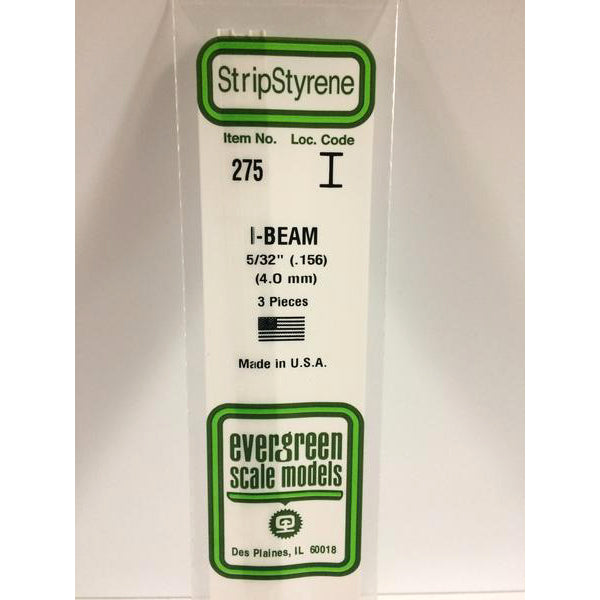 StripStyrene
Item No. Loc. Code
275 I
I-BEAM
5/32" (.156)
(4.0 mm)
3 Pieces
Made in U.S.A.
evergreen
scale models
Des Plaines, IL 60018